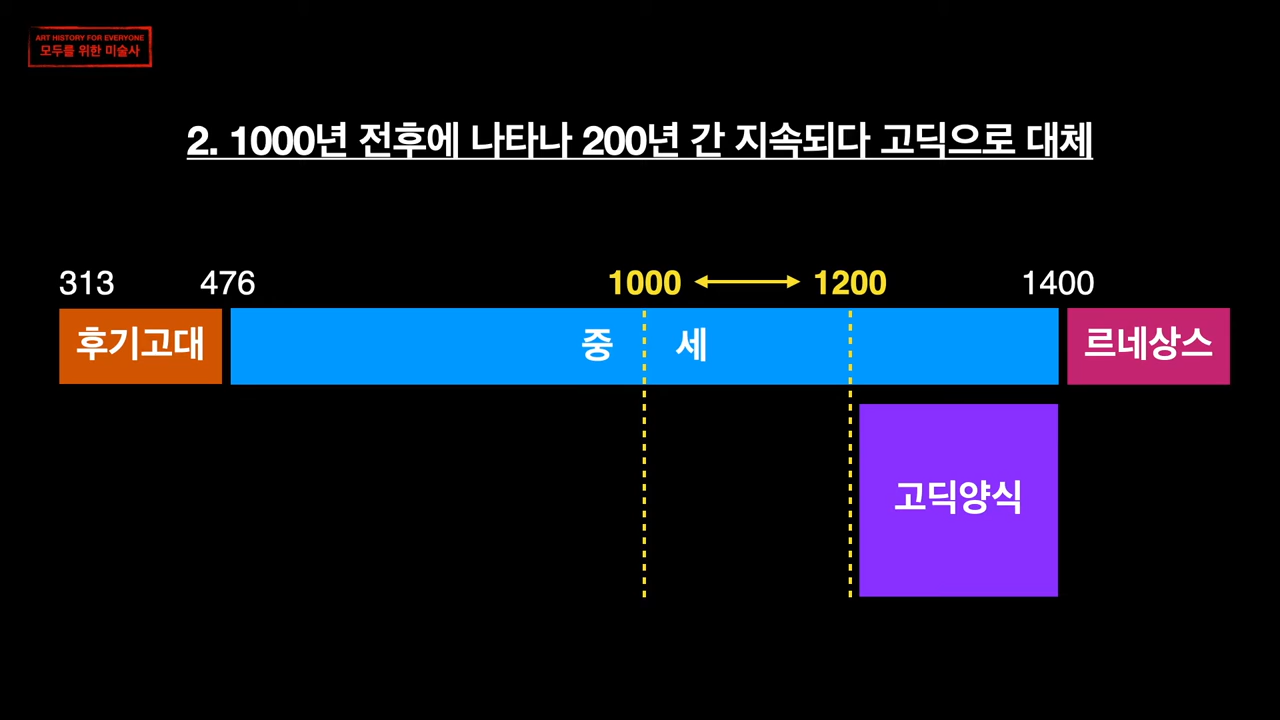 ART HISTORY FOR EVERYONE
모두를 위한 미술사
2. 1000년 전후에 나타나 200년 간 지속되다 고딕으로 대체
313 476 1000 1200 1400
후기고대 중 세 르네상스
고딕양식